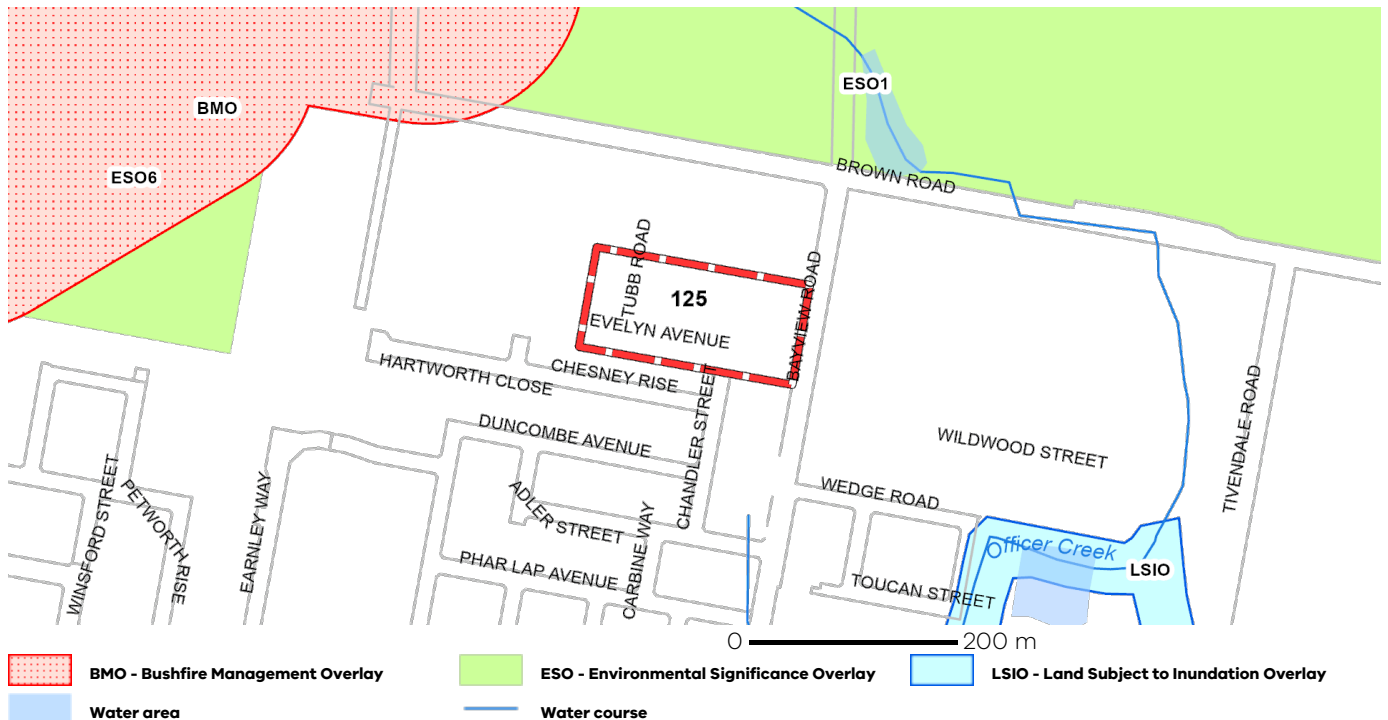 ESO1
BMO
BROWN ROAD
ESO6
TUBB ROAD
125
BAYVIEW ROAD
EVELYN AVENUE
CHESNEY RISE
HARTWORTH CLOSE
CHANDLER STREET
DUNCOMBE AVENUE
WILDWOOD STREET
TIVENDALE ROAD
WINSFORD STREET
PETWORTH RISE
EARNLEY WAY
ADLER STREET
WEDGE ROAD
CARBINE WAY
PHAR LAP AVENUE
Officer Creek
LSIO
TOUCAN STREET
0 200 m
BMO - Bushfire Management Overlay
ESO - Environmental Significance Overlay
LSIO - Land Subject to Inundation Overlay
Water area
Water course